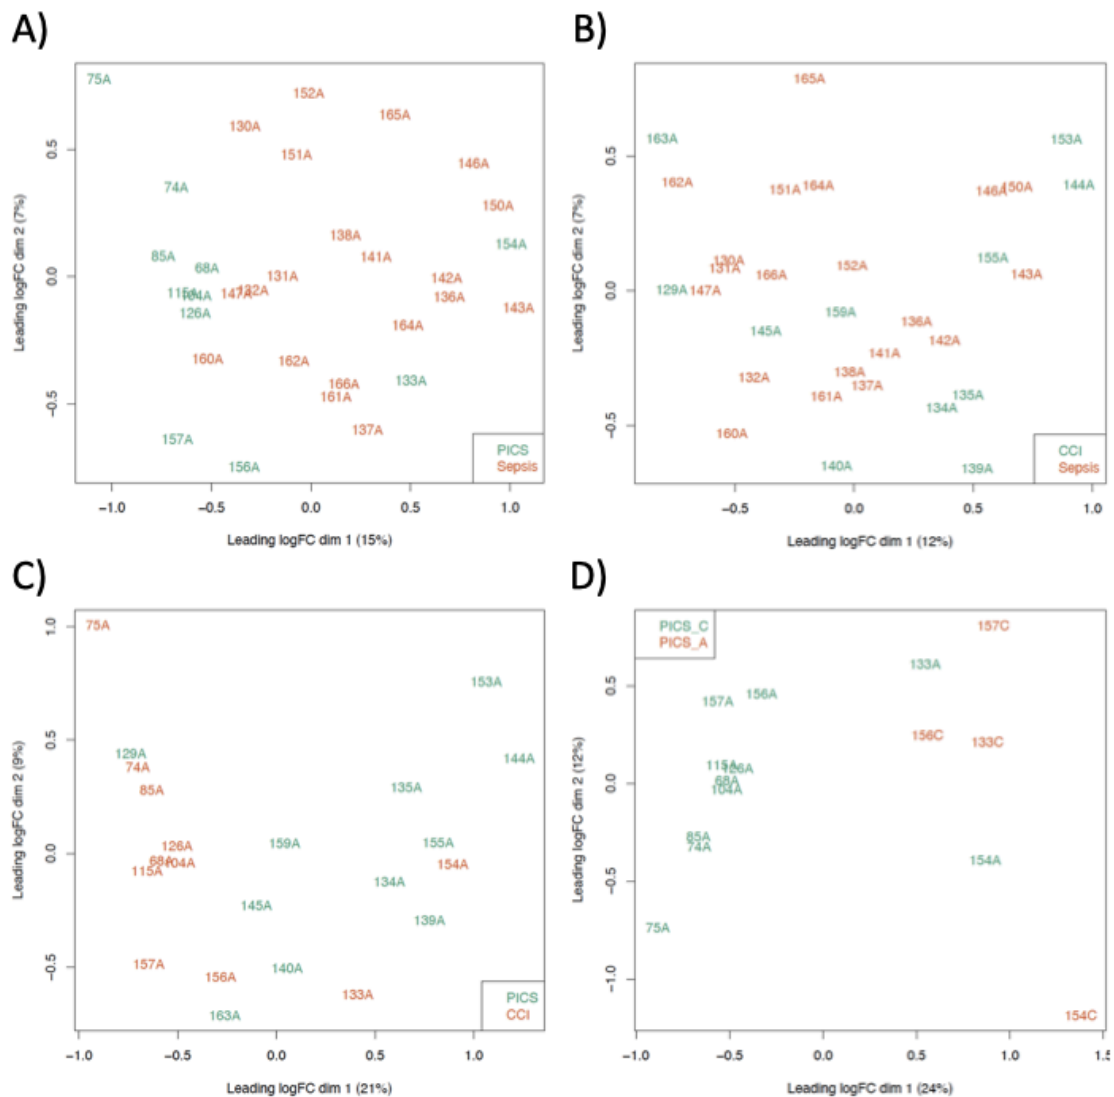 A)
75A
152A
165A
130A
151A
146A
74A
150A
138A
154A
85A
141A
68A
131A
142A
115A
104A
147A
132A
136A
126A
143A
164A
160A
162A
166A
133A
161A
137A
157A
156A
PICS
Sepsis
0.5
0.0
−0.5
−1.0
−0.5
0.0
0.5
1.0
Leading logFC dim 2 (7%)
Leading logFC dim 1 (15%)
B)
165A
163A
153A
162A
151A
164A
146A
150A
144A
130A
131A
166A
152A
155A
143A
129A
147A
159A
145A
136A
142A
141A
138A
132A
137A
161A
135A
134A
160A
140A
139A
CCI
Sepsis
0.5
0.0
−0.5
−0.5
0.0
0.5
1.0
Leading logFC dim 2 (7%)
Leading logFC dim 1 (12%)
C)
75A
153A
129A
74A
144A
85A
135A
126A
159A
155A
68A
104A
115A
154A
134A
145A
139A
157A
156A
140A
133A
163A
PICS
CCI
1.0
0.5
0.0
−0.5
−1.0
−0.5
0.0
0.5
1.0
Leading logFC dim 2 (9%)
Leading logFC dim 1 (21%)
D)
PICS_C
PICS_A
157C
133A
157A
156A
156C
133C
115A
126A
68A
104A
85A
74A
154A
75A
154C
0.5
0.0
−0.5
−1.0
−1.0
−0.5
0.0
0.5
1.0
1.5
Leading logFC dim 2 (12%)
Leading logFC dim 1 (24%)